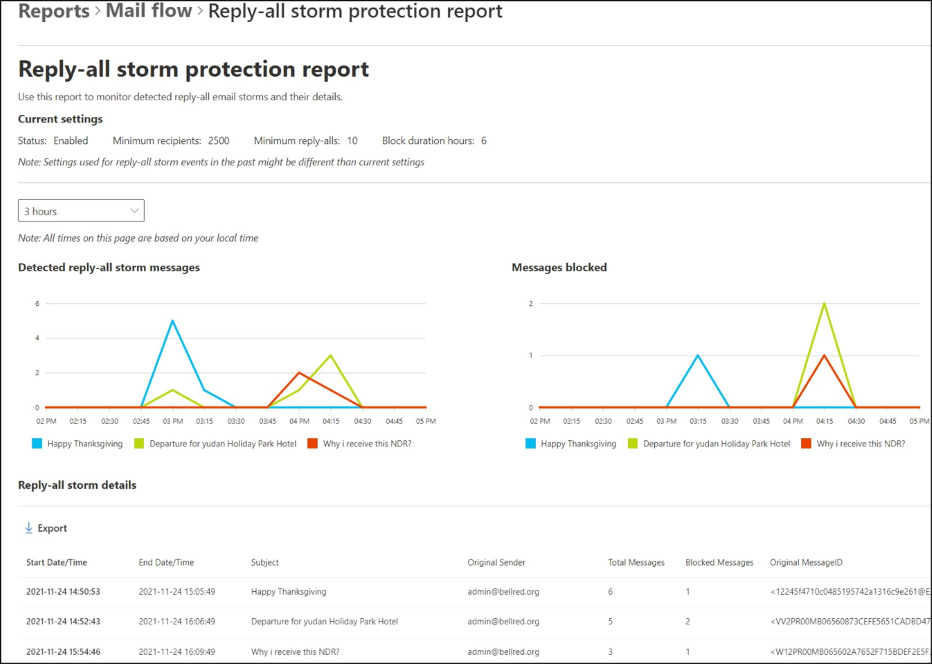 Reports > Mail flow > Reply-all storm protection report
Reply-all storm protection report
Use this report to monitor detected reply-all email storms and their details.
Current settings
Status: Enabled Minimum recipients: 2500 Minimum reply-alls: 10 Block duration hours: 6
Note: Settings used for reply-all storm events in the past might be different than current settings
3 hours
Note: All times on this page are based on your local time
Detected reply-all storm messages
6
4
2
0
02 PM 02:15 02:30 02:45 03 PM 03:15 03:30 03:45 04 PM 04:15 04:30 04:45 05 PM
Happy Thanksgiving Departure for yudan Holiday Park Hotel Why i receive this NDR?
Messages blocked
2
1
0
02 PM 02:15 02:30 02:45 03 PM 03:15 03:30 03:45 04 PM 04:15 04:30 04:45 05 PM
Happy Thanksgiving Departure for yudan Holiday Park Hotel Why i receive this NDR?
Reply-all storm details
Export
Start Date/Time End Date/Time Subject Original Sender Total Messages Blocked Messages Original MessageID
2021-11-24 14:50:53 2021-11-24 15:05:49 Happy Thanksgiving admin@bellred.org 6 1 <12245f4710c0485195742a1316c9e261@E
2021-11-24 14:52:43 2021-11-24 16:06:49 Departure for yudan Holiday Park Hotel admin@bellred.org 5 2 <VV2PR00MB06560873CEFE5651CADBD47
2021-11-24 15:54:46 2021-11-24 16:09:49 Why i receive this NDR? admin@bellred.org 3 1 <W12PR00MB065602A7652F715BDEF2E5F